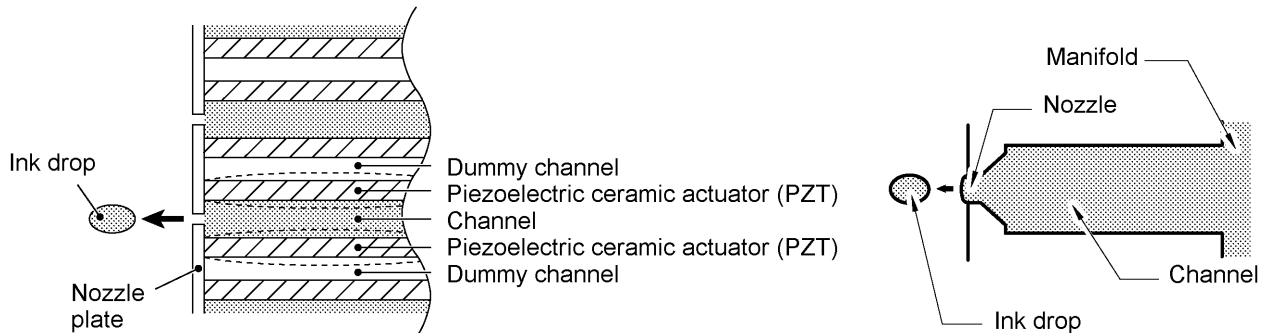 Ink drop
Nozzle
plate
Dummy channel
Piezoelectric ceramic actuator (PZT)
Channel
Piezoelectric ceramic actuator (PZT)
Dummy channel
Manifold
Nozzle
Channel
Ink drop